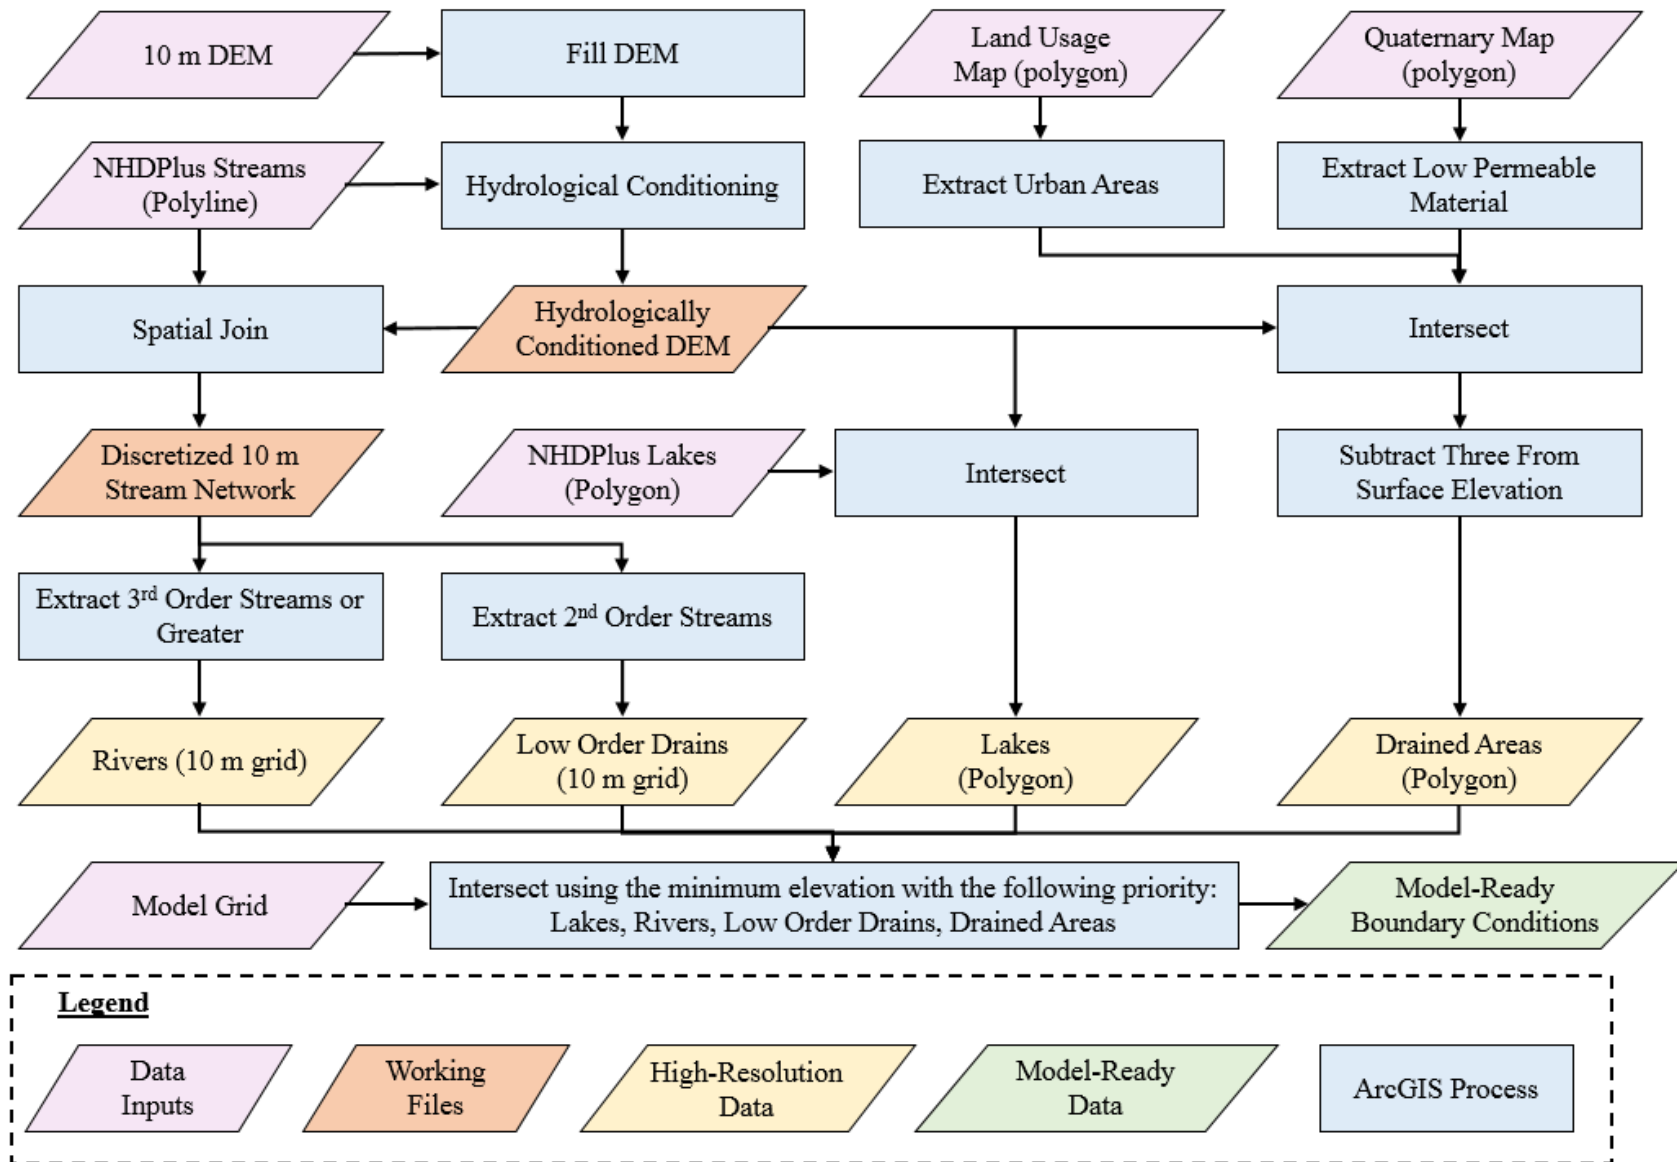 10 m DEM
Fill DEM
Land Usage
Map (polygon)
Quaternary Map
(polygon)
NHDPlus Streams
(Polyline)
Hydrological Conditioning
Extract Urban Areas
Extract Low Permeable
Material
Spatial Join
Hydrologically
Conditioned DEM
Intersect
Discretized 10 m
Stream Network
NHDPlus Lakes
(Polygon)
Intersect
Subtract Three From
Surface Elevation
Extract 3rd Order Streams or
Greater
Extract 2nd Order Streams
Rivers (10 m grid)
Low Order Drains
(10 m grid)
Lakes
(Polygon)
Drained Areas
(Polygon)
Model Grid
Intersect using the minimum elevation with the following priority:
Lakes, Rivers, Low Order Drains, Drained Areas
Model-Ready
Boundary Conditions
Legend
Data
Inputs
Working
Files
High-Resolution
Data
Model-Ready
Data
ArcGIS Process